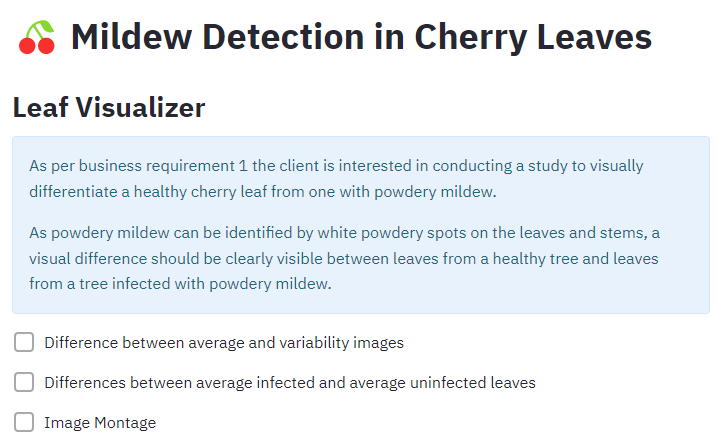 Mildew Detection in Cherry Leaves
Leaf Visualizer
As per business requirement 1 the client is interested in conducting a study to visually
differentiate a healthy cherry leaf from one with powdery mildew.
As powdery mildew can be identified by white powdery spots on the leaves and stems, a
visual difference should be clearly visible between leaves from a healthy tree and leaves
from a tree infected with powdery mildew.
Difference between average and variability images
Differences between average infected and average uninfected leaves
Image Montage